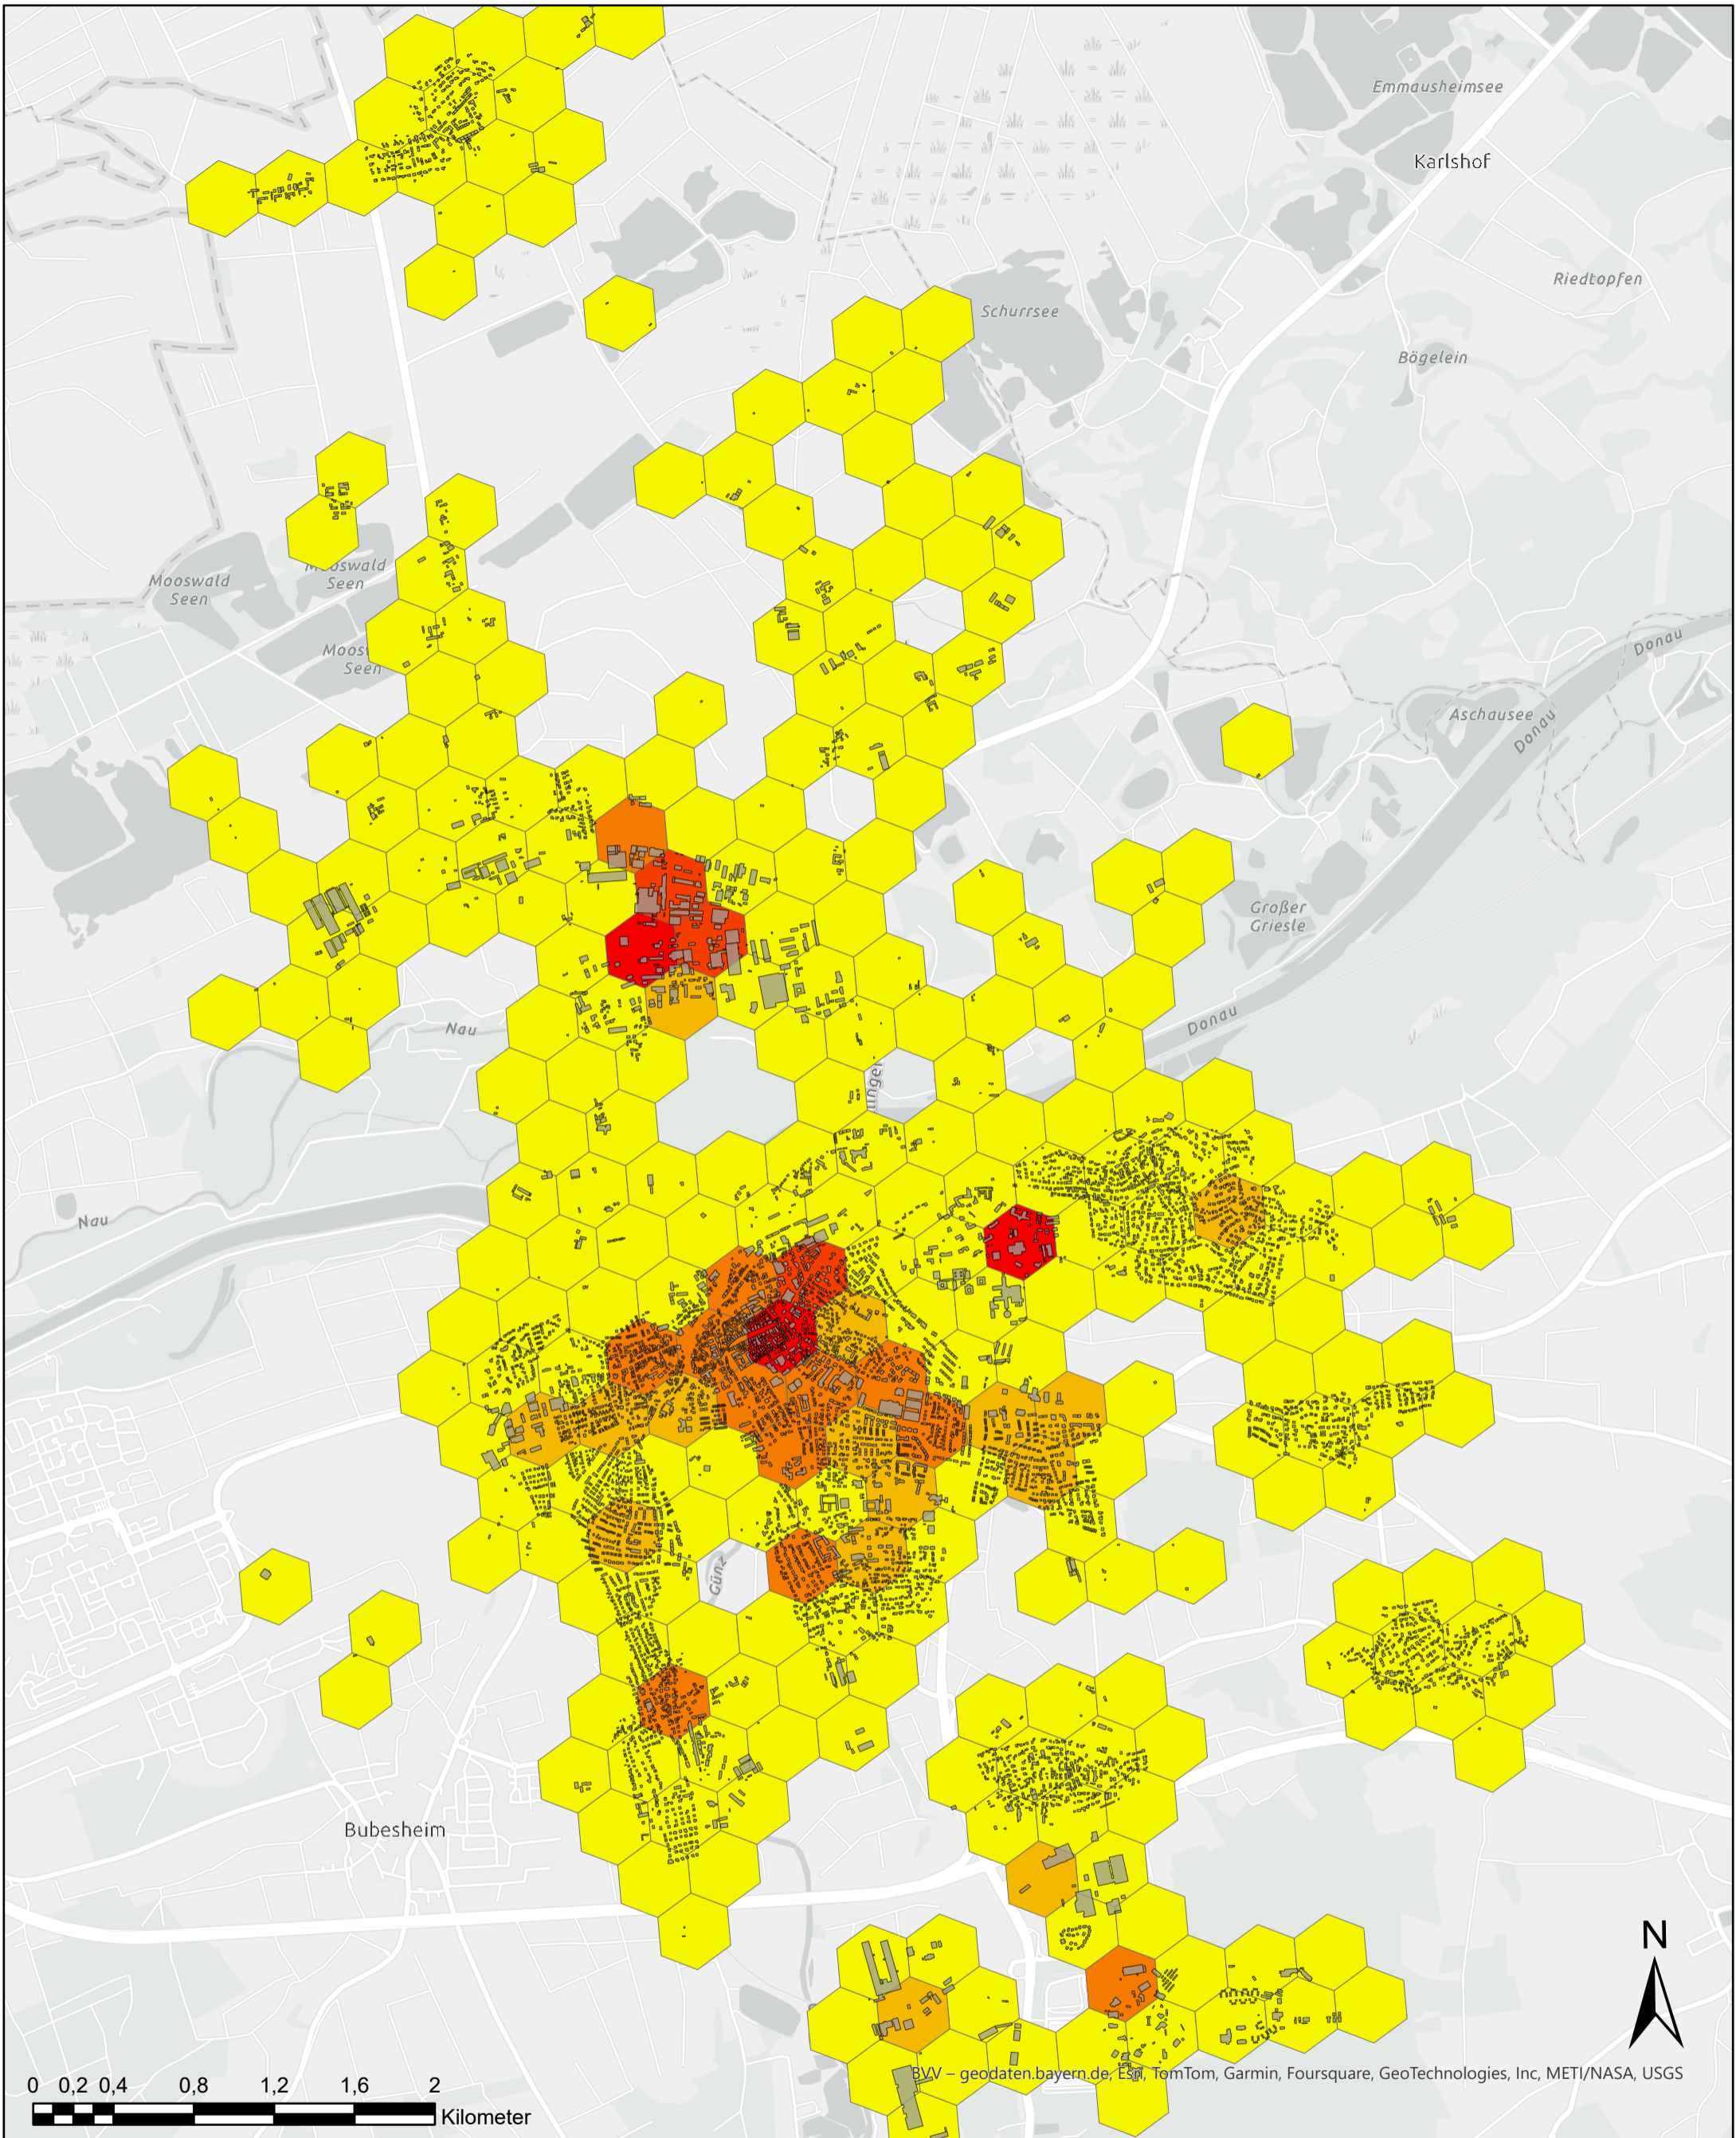 Emmausheimsee
Karlshof
Riedtopfen
Schurrsee
Bögelein
Mooswald
Seen
Mooswald
Seen
Donau
Seen
Aschausee
Donau
Großer
Griesle
Nau
Donau
Nau
Günz
Bubesheim
N
BVV – geodaten.bayern.de, Esri, TomTom, Garmin, Foursquare, GeoTechnologies, Inc, METI/NASA, USGS
0 0,2 0,4 0,8 1,2 1,6 2
Kilometer